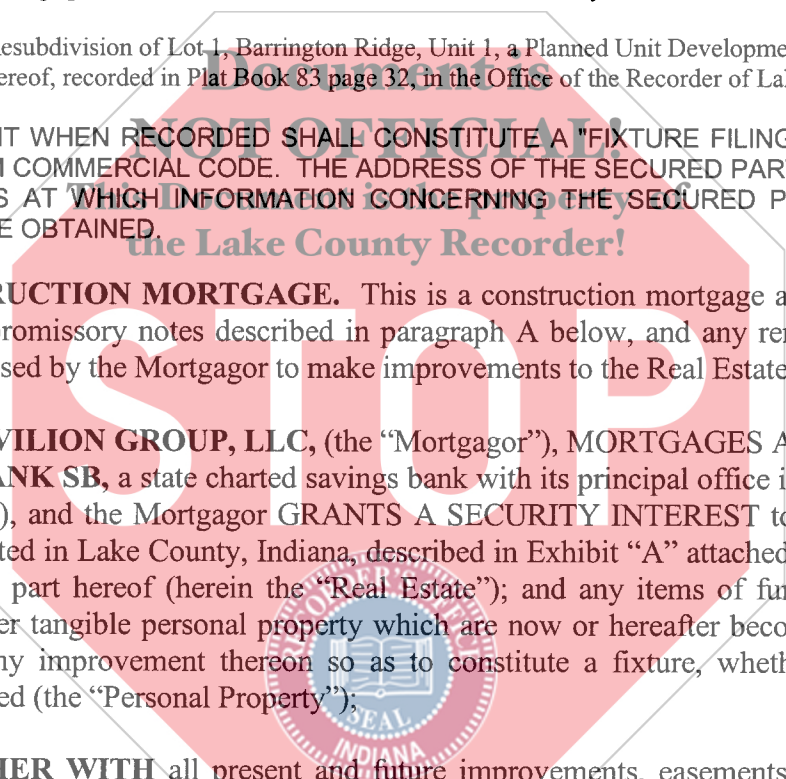 esubdivision of Lot 1, Barrington Ridge, Unit 1, a Planned Unit Developme
ereof, recorded in Plat Book 83 page 32, in the Office of the Recorder of Lal
Document is
NOT OFFICIAL!
This Document is the property of
the Lake County Recorder!
IT WHEN RECORDED SHALL CONSTITUTE A "FIXTURE FILING
COMMERCIAL CODE. THE ADDRESS OF THE SECURED PART
S AT WHICH INFORMATION CONCERNING THE SECURED P
E OBTAINED.
RUCTION MORTGAGE. This is a construction mortgage a
promissory notes described in paragraph A below, and any rer
sed by the Mortgagor to make improvements to the Real Estate
STOP
VILION GROUP, LLC, (the “Mortgagor”), MORTGAGES A
ANK SB, a state charted savings bank with its principal office i
), and the Mortgagor GRANTS A SECURITY INTEREST to
ted in Lake County, Indiana, described in Exhibit “A” attached
part hereof (herein the “Real Estate”); and any items of fur
er tangible personal property which are now or hereafter beco
ny improvement thereon so as to constitute a fixture, wheth
ed (the “Personal Property”);
SEAL
INDIANA
HER WITH all present and future improvements, easements